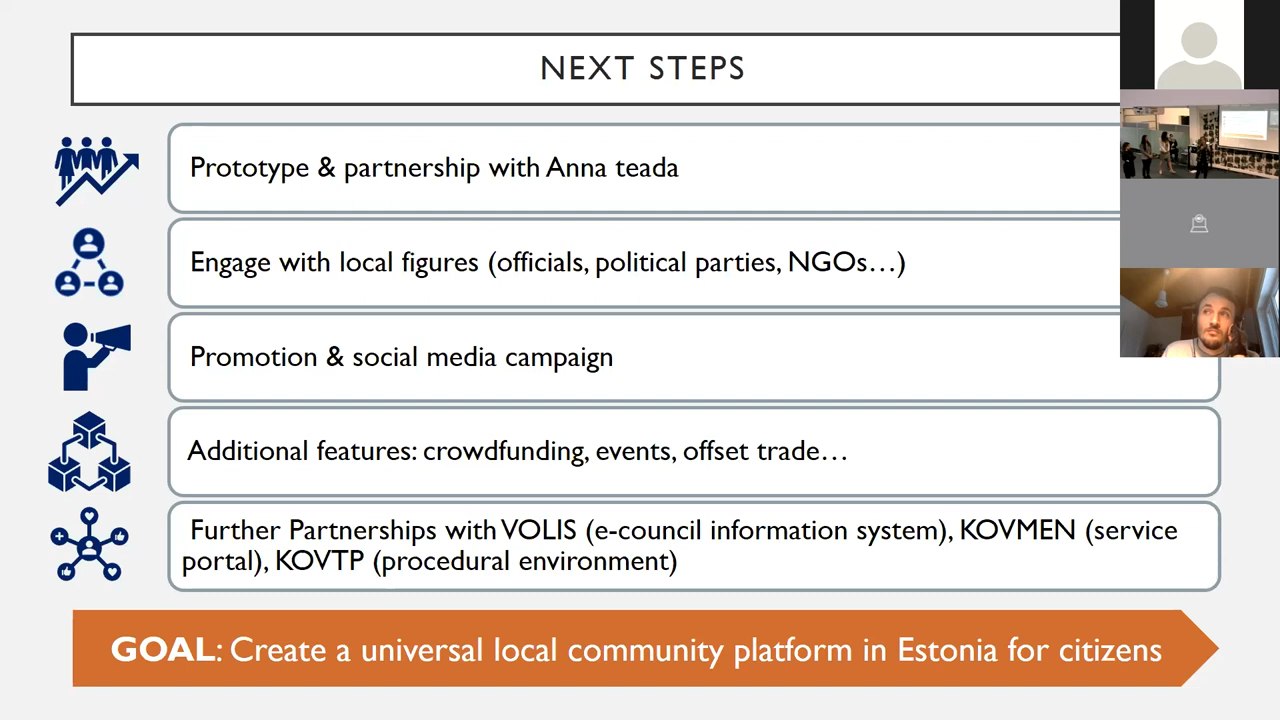 NEXT STEPS
Prototype & partnership with Anna teada
Engage with local figures (officials, political parties, NGOs…)
Promotion & social media campaign
Additional features: crowdfunding, events, offset trade…
Further Partnerships with VOLIS (e-council information system), KOVMEN (service
portal), KOVTP (procedural environment)
GOAL: Create a universal local community platform in Estonia for citizens